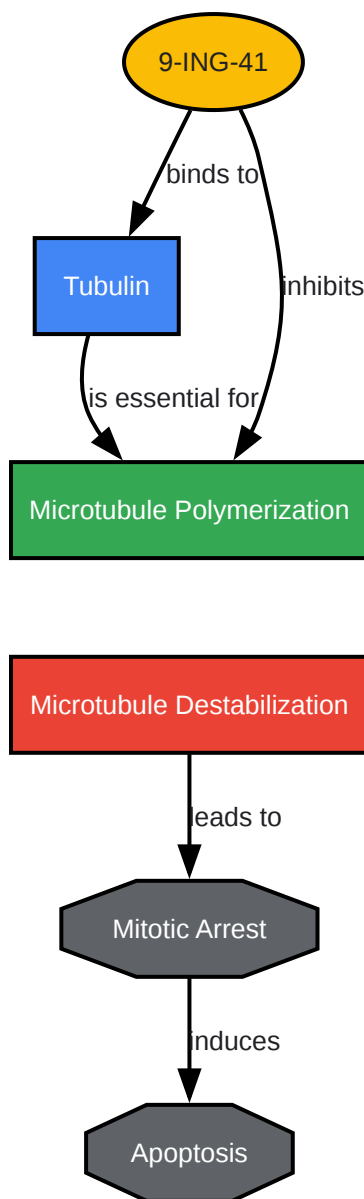 9-ING-41
binds to
Tubulin
inhibits
is essential for
Microtubule Polymerization
Microtubule Destabilization
leads to
Mitotic Arrest
induces
Apoptosis